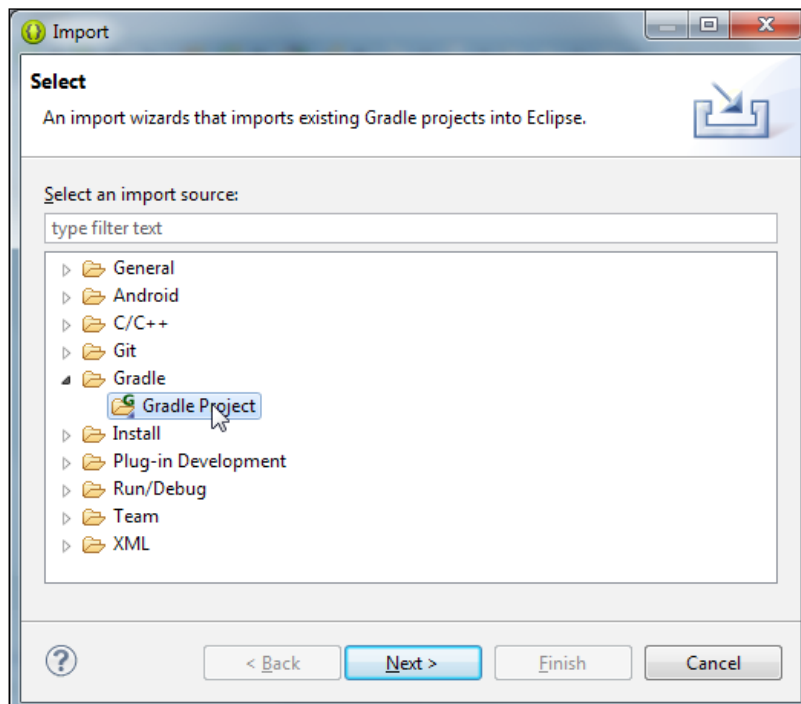 Import
Select
An import wizards that imports existing Gradle projects into Eclipse.
Select an import source:
type filter text
General
Android
C/C++
Git
Gradle
G
Gradle Project
Install
Plug-in Development
Run/Debug
Team
XML
?
< Back
Next >
Finish
Cancel